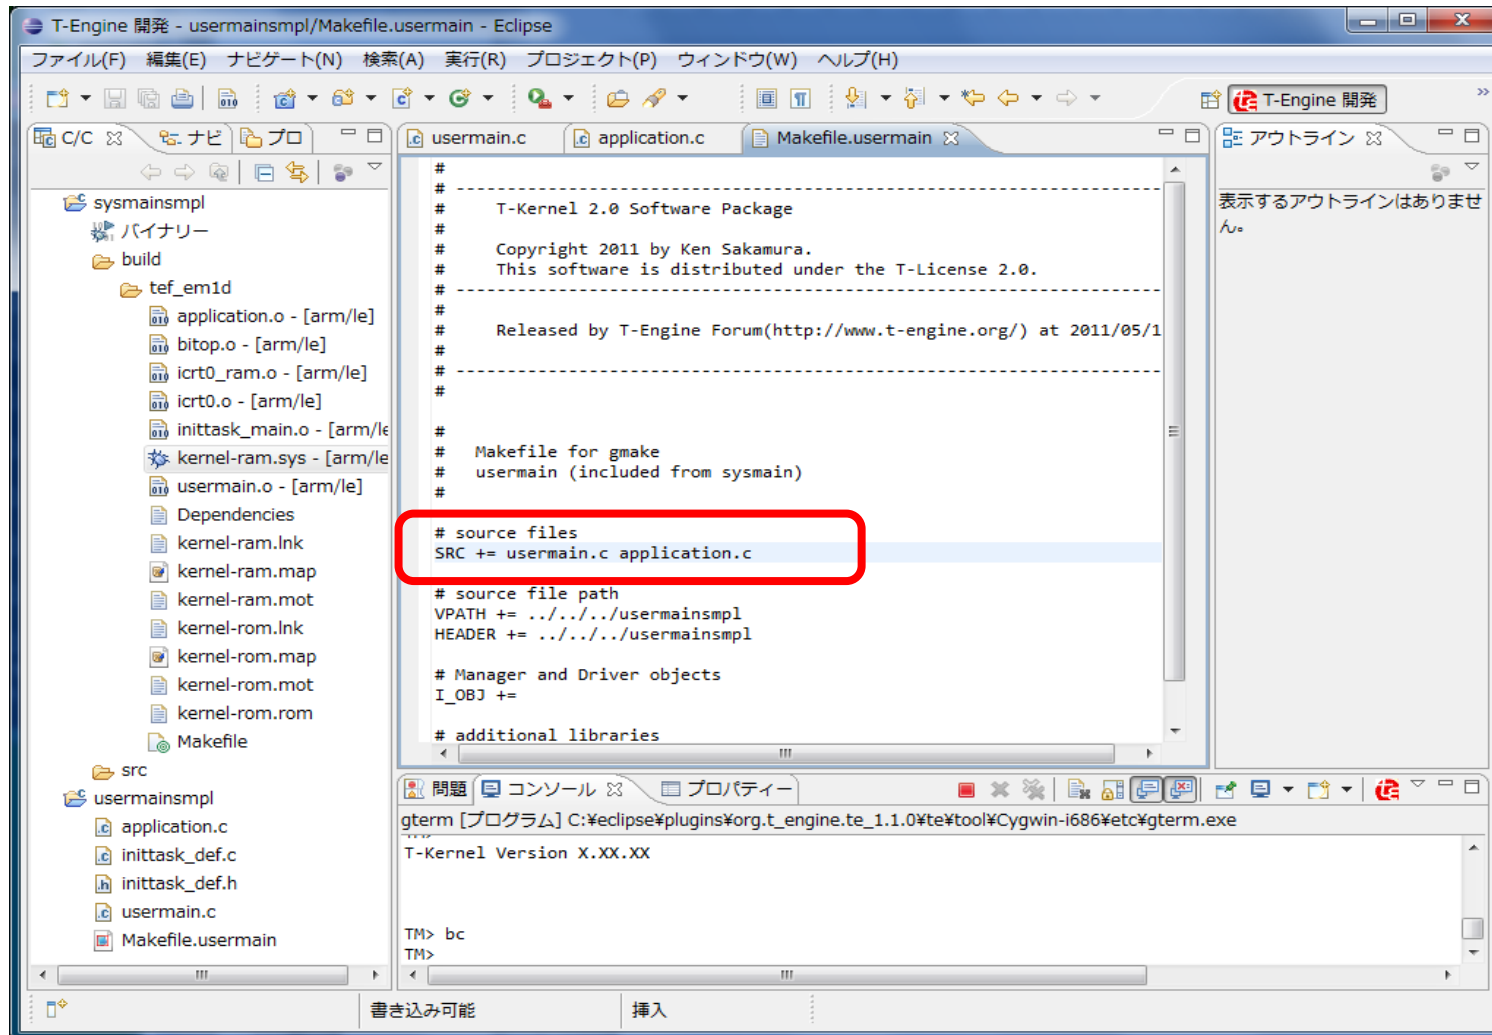 T-Engine 開発 - usermainsmpl/Makefile.usermain - Eclipse
ファイル(F) 編集(E) ナビゲート(N) 検索(A) 実行(R) プロジェクト(P) ウィンドウ(W) ヘルプ(H)
T-Engine 開発
C/C ナビ プロ
sysmainsmpl
バイナリー
build
tef_em1d
application.o - [arm/le]
bitop.o - [arm/le]
icrt0_ram.o - [arm/le]
icrt0.o - [arm/le]
inittask_main.o - [arm/le
kernel-ram.sys - [arm/le
usermain.o - [arm/le]
Dependencies
kernel-ram.lnk
kernel-ram.map
kernel-ram.mot
kernel-rom.lnk
kernel-rom.map
kernel-rom.mot
kernel-rom.rom
Makefile
src
usermainsmpl
application.c
inittask_def.c
inittask_def.h
usermain.c
Makefile.usermain
usermain.c application.c Makefile.usermain
#
# ----------------------------------------------------------------------
# T-Kernel 2.0 Software Package
#
# Copyright 2011 by Ken Sakamura.
# This software is distributed under the T-License 2.0.
# ----------------------------------------------------------------------
#
# Released by T-Engine Forum(http://www.t-engine.org/) at 2011/05/1
#
# ----------------------------------------------------------------------
#
#
# Makefile for gmake
# usermain (included from sysmain)
#
# source files
SRC += usermain.c application.c
# source file path
VPATH += ../../../usermainsmpl
HEADER += ../../../usermainsmpl
# Manager and Driver objects
I_OBJ +=
# additional libraries
アウトライン
表示するアウトラインはありませ
ん。
問題 コンソール プロパティー
gterm [プログラム] C:¥eclipse¥plugins¥org.t_engine.te_1.1.0¥te¥tool¥Cygwin-i686¥etc¥gterm.exe
T-Kernel Version X.XX.XX
TM> bc
TM>
書き込み可能 挿入